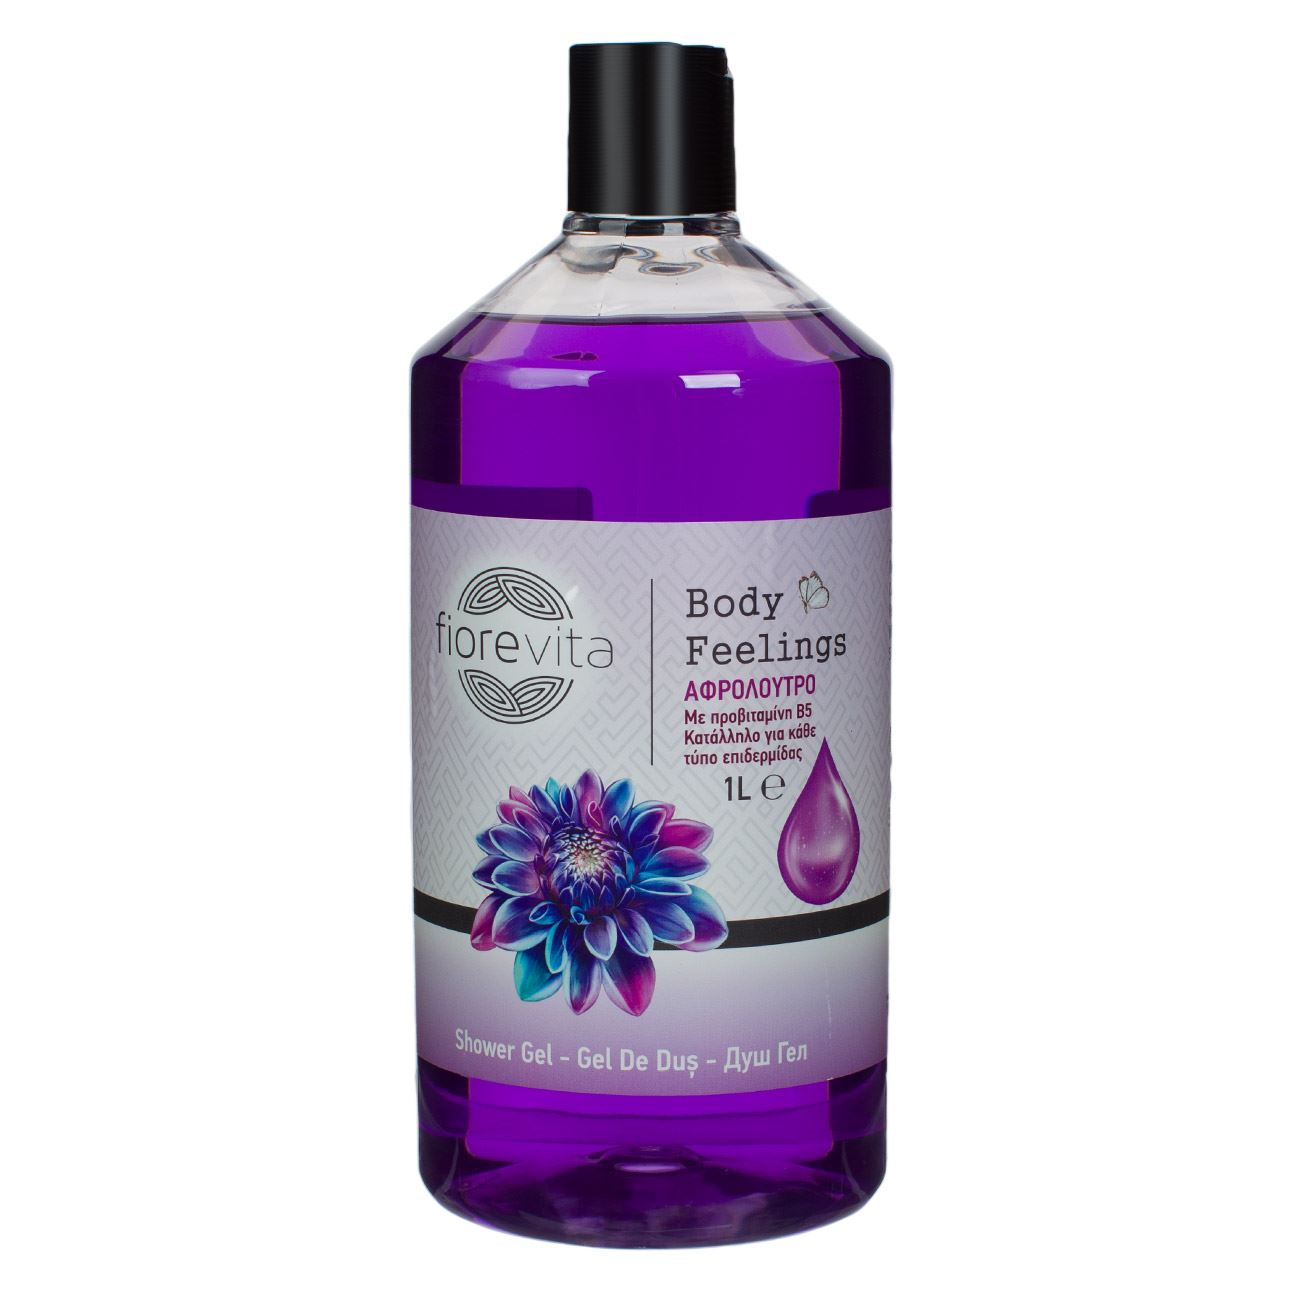 fiorevita
Body
Feelings
ΑΦΡΟΛΟΥΤΡΟ
Με προβιταμίνη Β5
Κατάλληλο για κάθε
τύπο επιδερμίδας
1L ℮
Shower Gel - Gel De Duș - Душ Гел